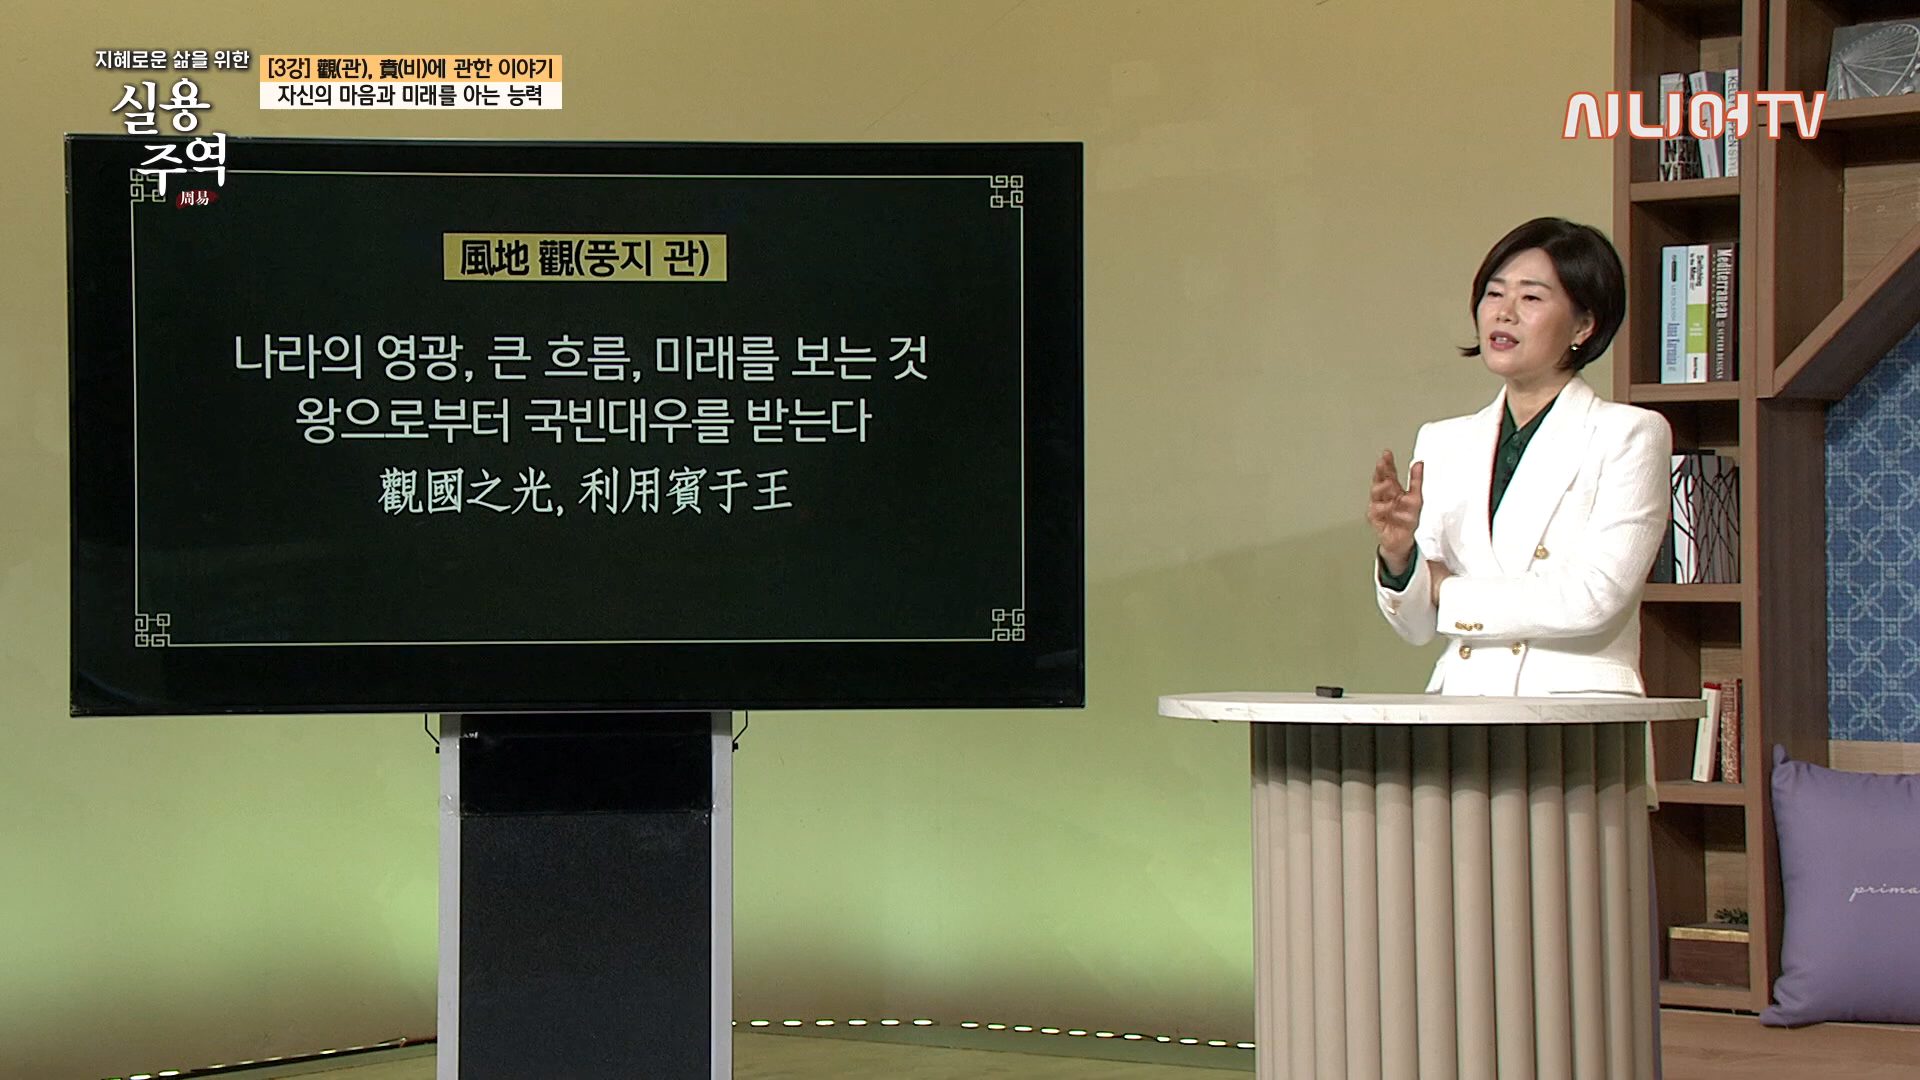 지혜로운 삶을 위한
실용
주역
周易
[3강] 觀(관), 賁(비)에 관한 이야기
자신의 마음과 미래를 아는 능력
시니어TV
風地 觀(풍지 관)
나라의 영광, 큰 흐름, 미래를 보는 것
왕으로부터 국빈대우를 받는다
觀國之光, 利用賓于王
Mediterranean
Anna Karenina
prima